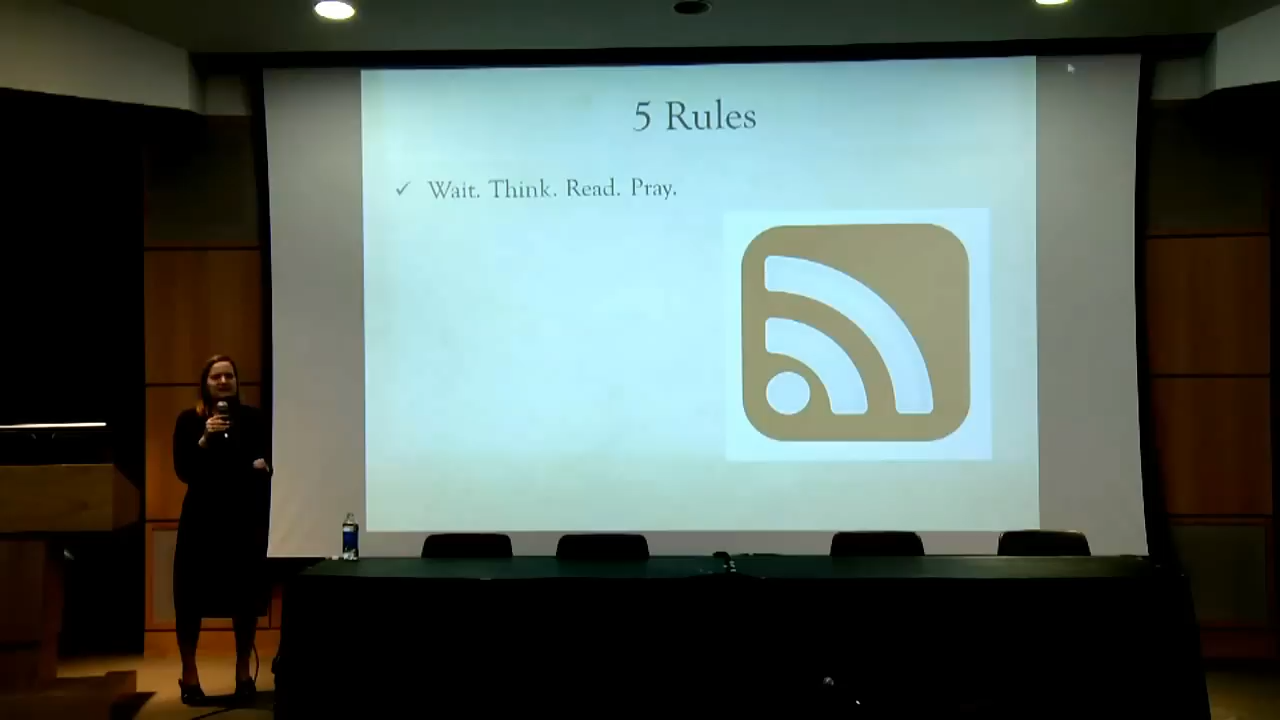 5 Rules
✓ Wait. Think. Read. Pray.